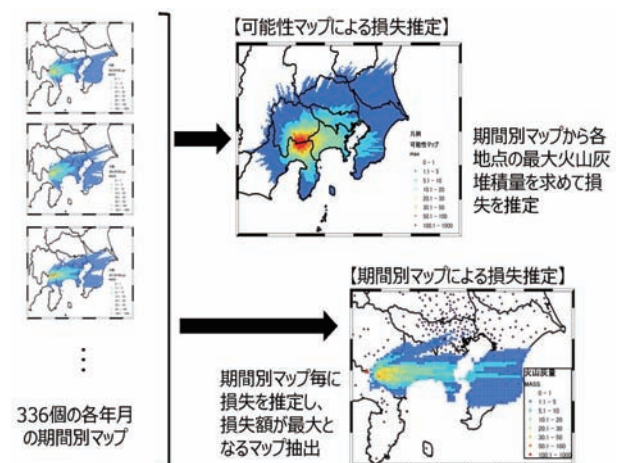 【可能性マップによる損失推定】
凡例
可能性マップ
MASS
0 - 1
1.1 - 5
5.1 - 10
10.1 - 20
20.1 - 30
30.1 - 50
50.1 - 100
100.1 - 1000
期間別マップから各
地点の最大火山灰
堆積量を求めて損
失を推定
336個の各年月
の期間別マップ
【期間別マップによる損失推定】
期間別マップ毎に
損失を推定し、
損失額が最大と
なるマップ抽出
火山灰量
MASS
0 - 1
1.1 - 5
5.1 - 10
10.1 - 20
20.1 - 30
30.1 - 50
50.1 - 100
100.1 - 1000